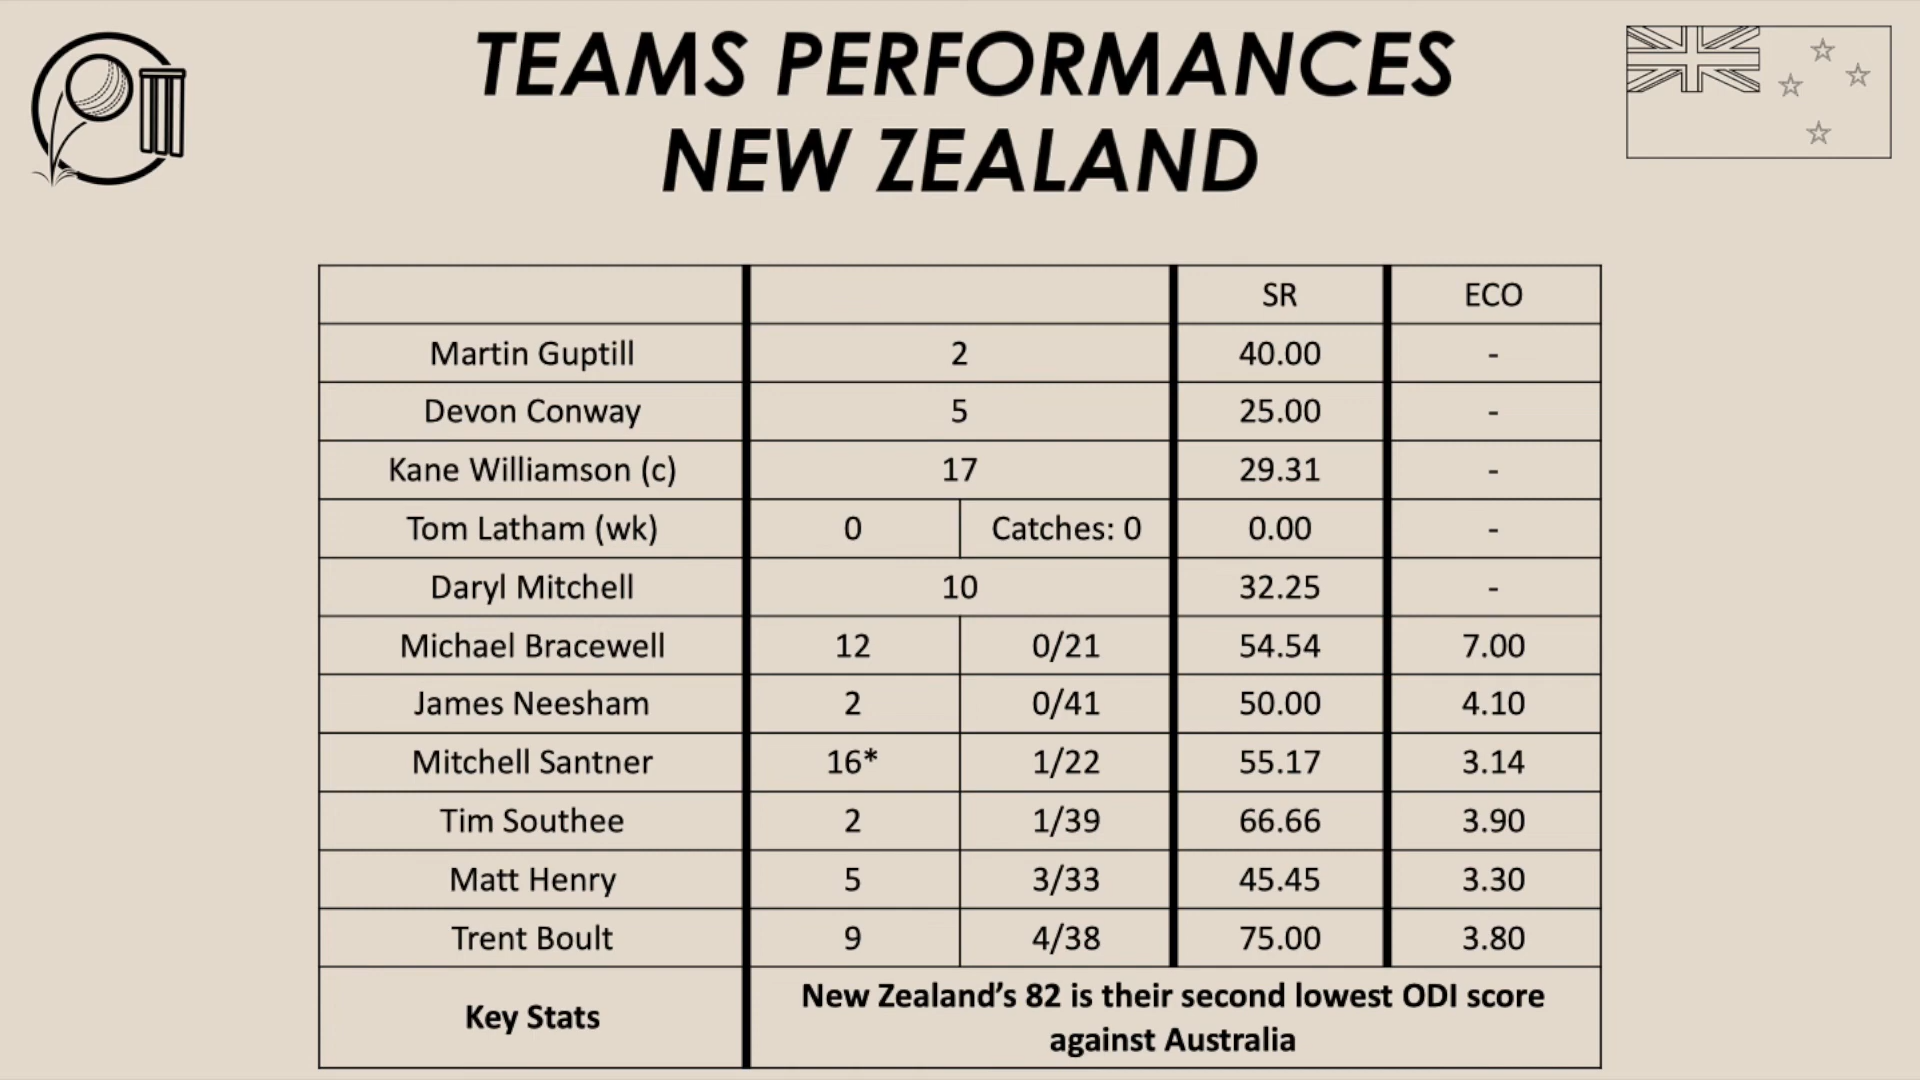 TEAMS PERFORMANCES
NEW ZEALAND
SR ECO
Martin Guptill 2 40.00 -
Devon Conway 5 25.00 -
Kane Williamson (c) 17 29.31 -
Tom Latham (wk) 0 Catches: 0 0.00 -
Daryl Mitchell 10 32.25 -
Michael Bracewell 12 0/21 54.54 7.00
James Neesham 2 0/41 50.00 4.10
Mitchell Santner 16* 1/22 55.17 3.14
Tim Southee 2 1/39 66.66 3.90
Matt Henry 5 3/33 45.45 3.30
Trent Boult 9 4/38 75.00 3.80
Key Stats
New Zealand’s 82 is their second lowest ODI score
against Australia